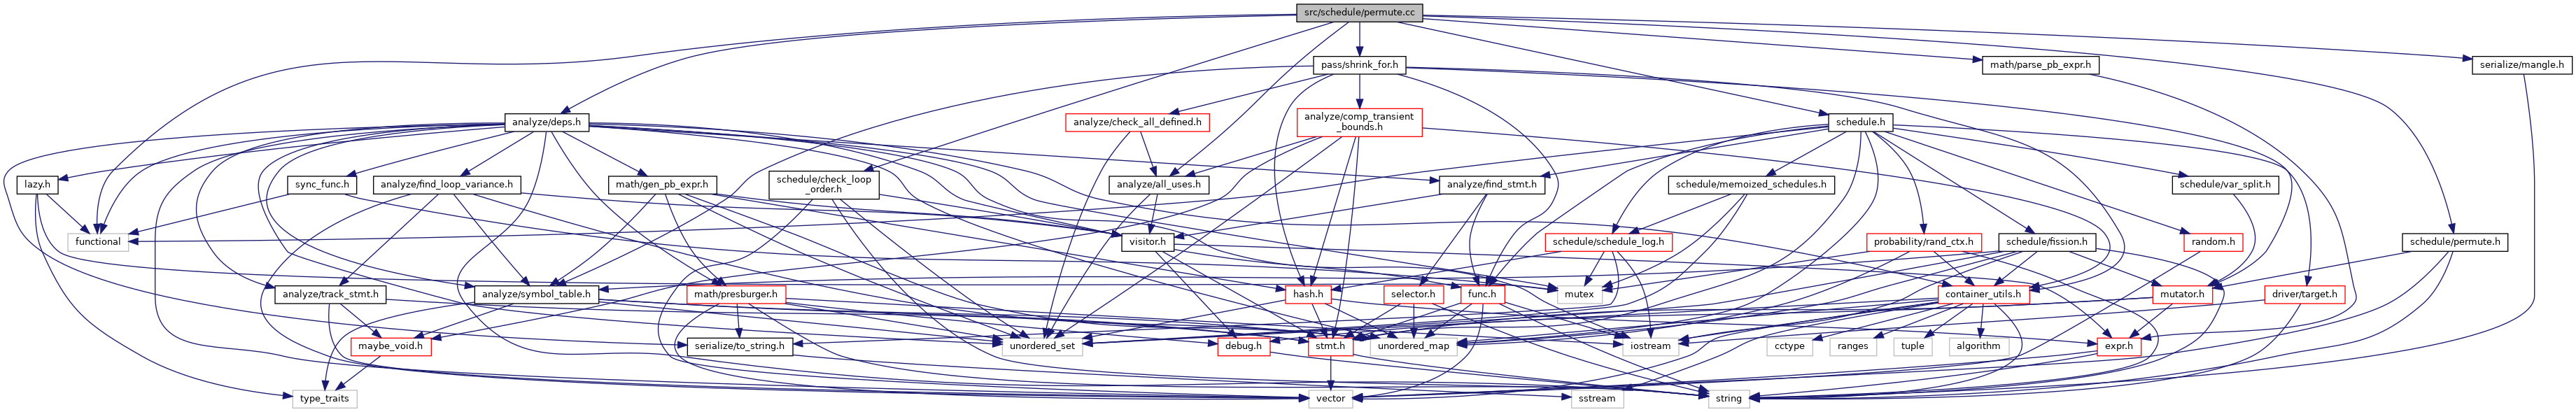 src/schedule/permute.cc
pass/shrink_for.h
math/parse_pb_expr.h
serialize/mangle.h
analyze/deps.h
analyze/check_all_defined.h
analyze/comp_transient
_bounds.h
schedule.h
lazy.h
sync_func.h
analyze/find_loop_variance.h
math/gen_pb_expr.h
schedule/check_loop
_order.h
analyze/all_uses.h
analyze/find_stmt.h
schedule/memoized_schedules.h
schedule/var_split.h
functional
visitor.h
schedule/schedule_log.h
probability/rand_ctx.h
schedule/fission.h
random.h
schedule/permute.h
analyze/track_stmt.h
analyze/symbol_table.h
math/presburger.h
hash.h
selector.h
func.h
mutex
container_utils.h
mutator.h
driver/target.h
maybe_void.h
serialize/to_string.h
unordered_set
debug.h
stmt.h
unordered_map
iostream
cctype
ranges
tuple
algorithm
expr.h
type_traits
vector
sstream
string